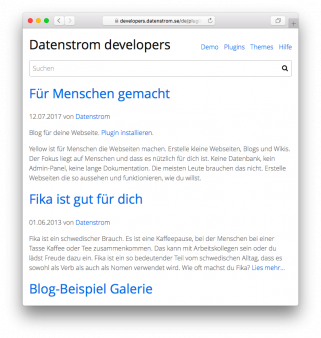 developers.datenstrom.se/de/plugi
Datenstrom developers
Demo Plugins Themes Hilfe
Suchen
Für Menschen gemacht
12.07.2017 von Datenstrom
Blog für deine Webseite. Plugin installieren.
Yellow ist für Menschen die Webseiten machen. Erstelle kleine Webseiten, Blogs und Wikis.
Der Fokus liegt auf Menschen und dass es nützlich für dich ist. Keine Datenbank, kein
Admin-Panel, keine lange Dokumentation. Die meisten Leute brauchen das nicht. Erstelle
Webseiten die so aussehen und funktionieren, wie du willst.
Fika ist gut für dich
01.06.2013 von Datenstrom
Fika ist ein schwedischer Brauch. Es ist eine Kaffeepause, bei der Menschen bei einer
Tasse Kaffee oder Tee zusammenkommen. Das kann mit Arbeitskollegen sein oder du
lädst Freude dazu ein. Fika ist ein so bedeutender Teil vom schwedischen Alltag, dass es
sowohl als Verb als auch als Nomen verwendet wird. Wie oft machst du Fika? Lies mehr...
Blog-Beispiel Galerie